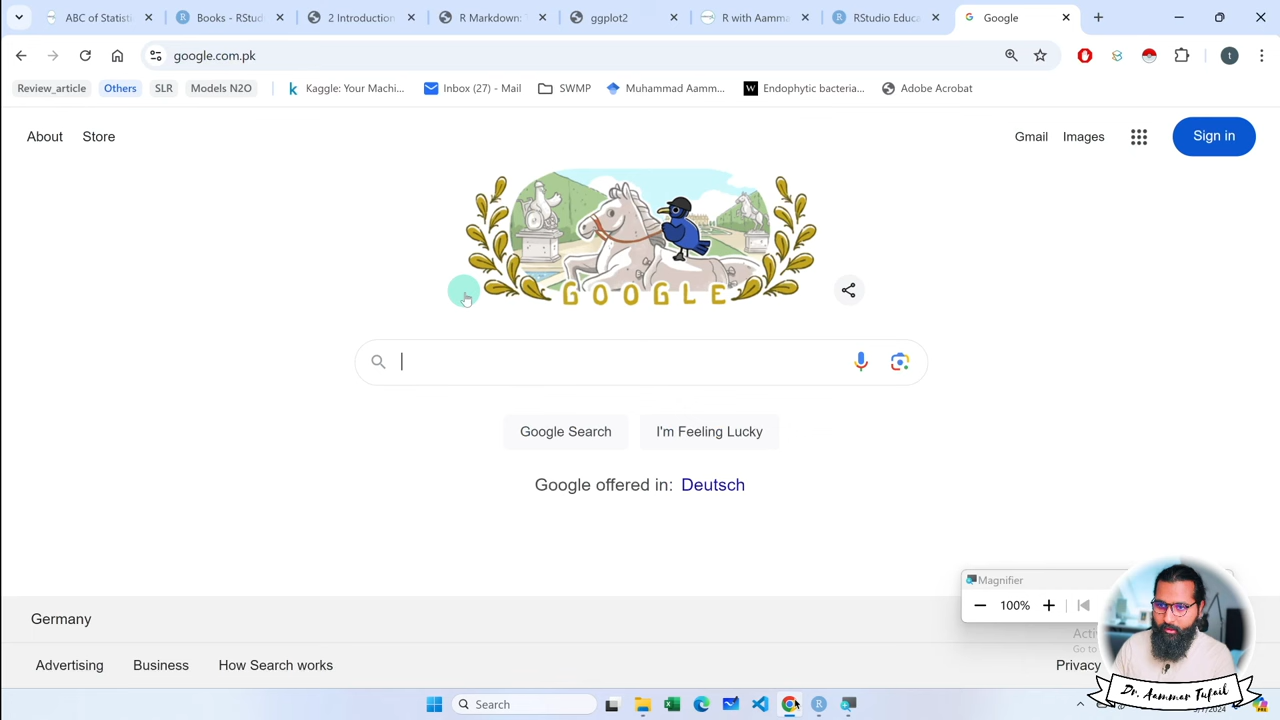 ABC of Statisti
Books - RStud
2 Introduction
R Markdown: T
ggplot2
R with Aamma
RStudio Educa
Google
google.com.pk
Review_article
Others
SLR
Models N2O
Kaggle: Your Machi...
Inbox (27) - Mail
SWMP
Muhammad Aamm...
Endophytic bacteria...
Adobe Acrobat
About
Store
Gmail
Images
Sign in
GOOGLE
Google Search
I'm Feeling Lucky
Google offered in: Deutsch
Magnifier
100%
Germany
Advertising
Business
How Search works
Privacy
Search
Dr. Aammar Tufail